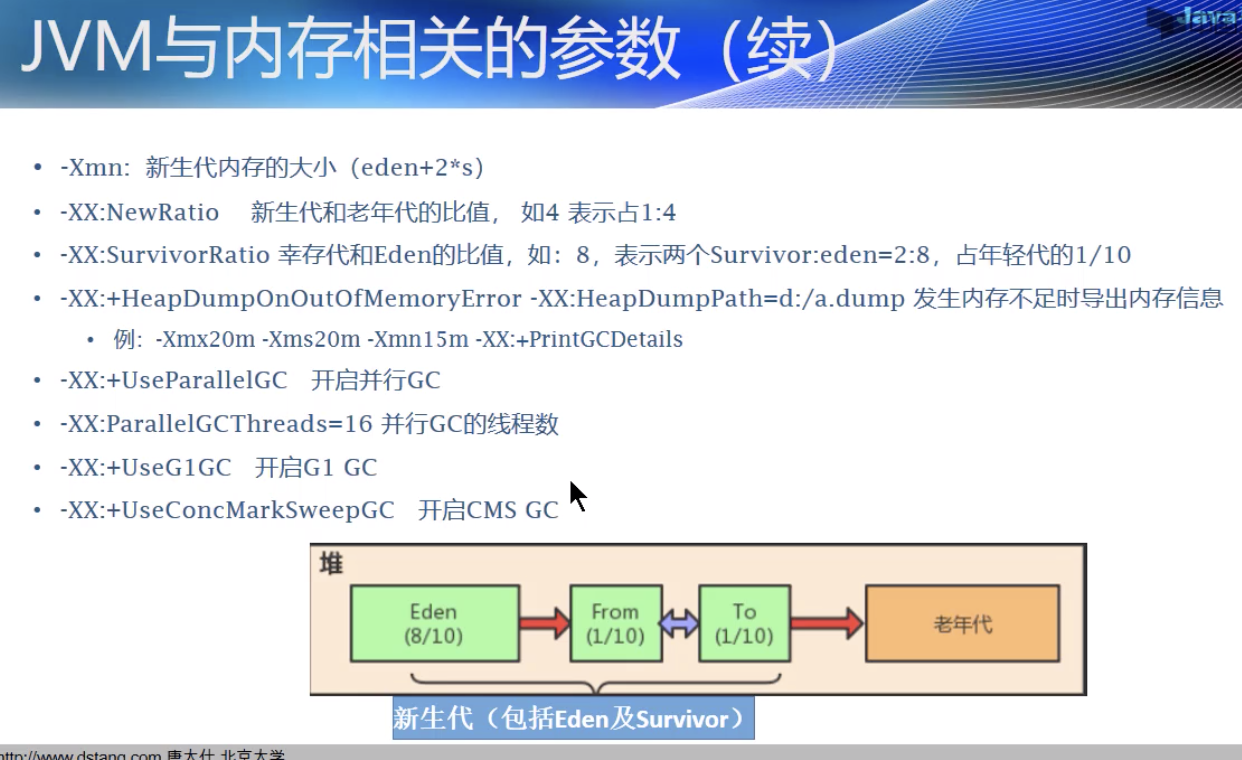 JVM与内存相关的参数（续）
Java
• -Xmn：新生代内存的大小（eden+2*s）
• -XX:NewRatio 新生代和老年代的比值， 如4 表示占1:4
• -XX:SurvivorRatio 幸存代和Eden的比值，如：8，表示两个Survivor:eden=2:8，占年轻代的1/10
• -XX:+HeapDumpOnOutOfMemoryError -XX:HeapDumpPath=d:/a.dump 发生内存不足时导出内存信息
• 例：-Xmx20m -Xms20m -Xmn15m -XX:+PrintGCDetails
• -XX:+UseParallelGC 开启并行GC
• -XX:ParallelGCThreads=16 并行GC的线程数
• -XX:+UseG1GC 开启G1 GC
• -XX:+UseConcMarkSweepGC 开启CMS GC
堆
Eden
(8/10)
From
(1/10)
To
(1/10)
老年代
新生代（包括Eden及Survivor）
http://www.dstang.com 唐大仕 北京大学